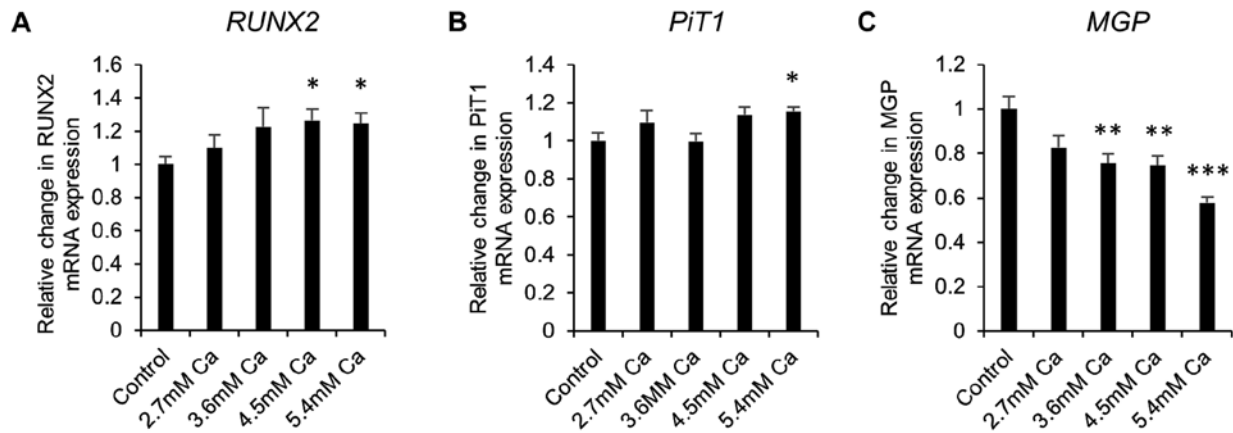 A RUNX2
Relative change in RUNX2
mRNA expression
1.6
1.4
1.2
1
0.8
0.6
0.4
0.2
0
* *
Control
2.7mM Ca
3.6mM Ca
4.5mM Ca
5.4mM Ca
B PiT1
Relative change in PiT1
mRNA expression
1.4
1.2
1
0.8
0.6
0.4
0.2
0
*
Control
2.7mM Ca
3.6MM Ca
4.5mM Ca
5.4mM Ca
C MGP
Relative change in MGP
mRNA expression
1.2
1
0.8
0.6
0.4
0.2
0
** ** ***
Control
2.7mM Ca
3.6mM Ca
4.5mM Ca
5.4mM Ca